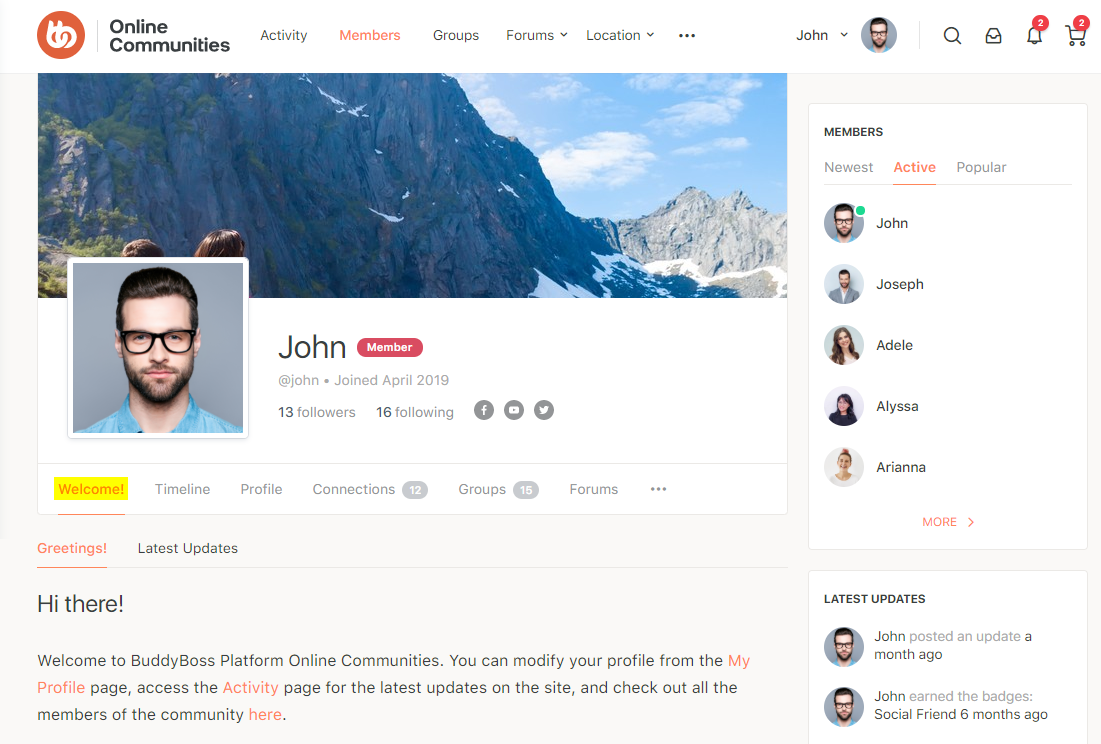 Online
Communities
Activity Members Groups Forums Location John 2 2
John Member
@john • Joined April 2019
13 followers 16 following
Welcome! Timeline Profile Connections 12 Groups 15 Forums
Greetings! Latest Updates
Hi there!
Welcome to BuddyBoss Platform Online Communities. You can modify your profile from the My
Profile page, access the Activity page for the latest updates on the site, and check out all the
members of the community here.
MEMBERS
Newest Active Popular
John
Joseph
Adele
Alyssa
Arianna
MORE
LATEST UPDATES
John posted an update a
month ago
John earned the badges:
Social Friend 6 months ago